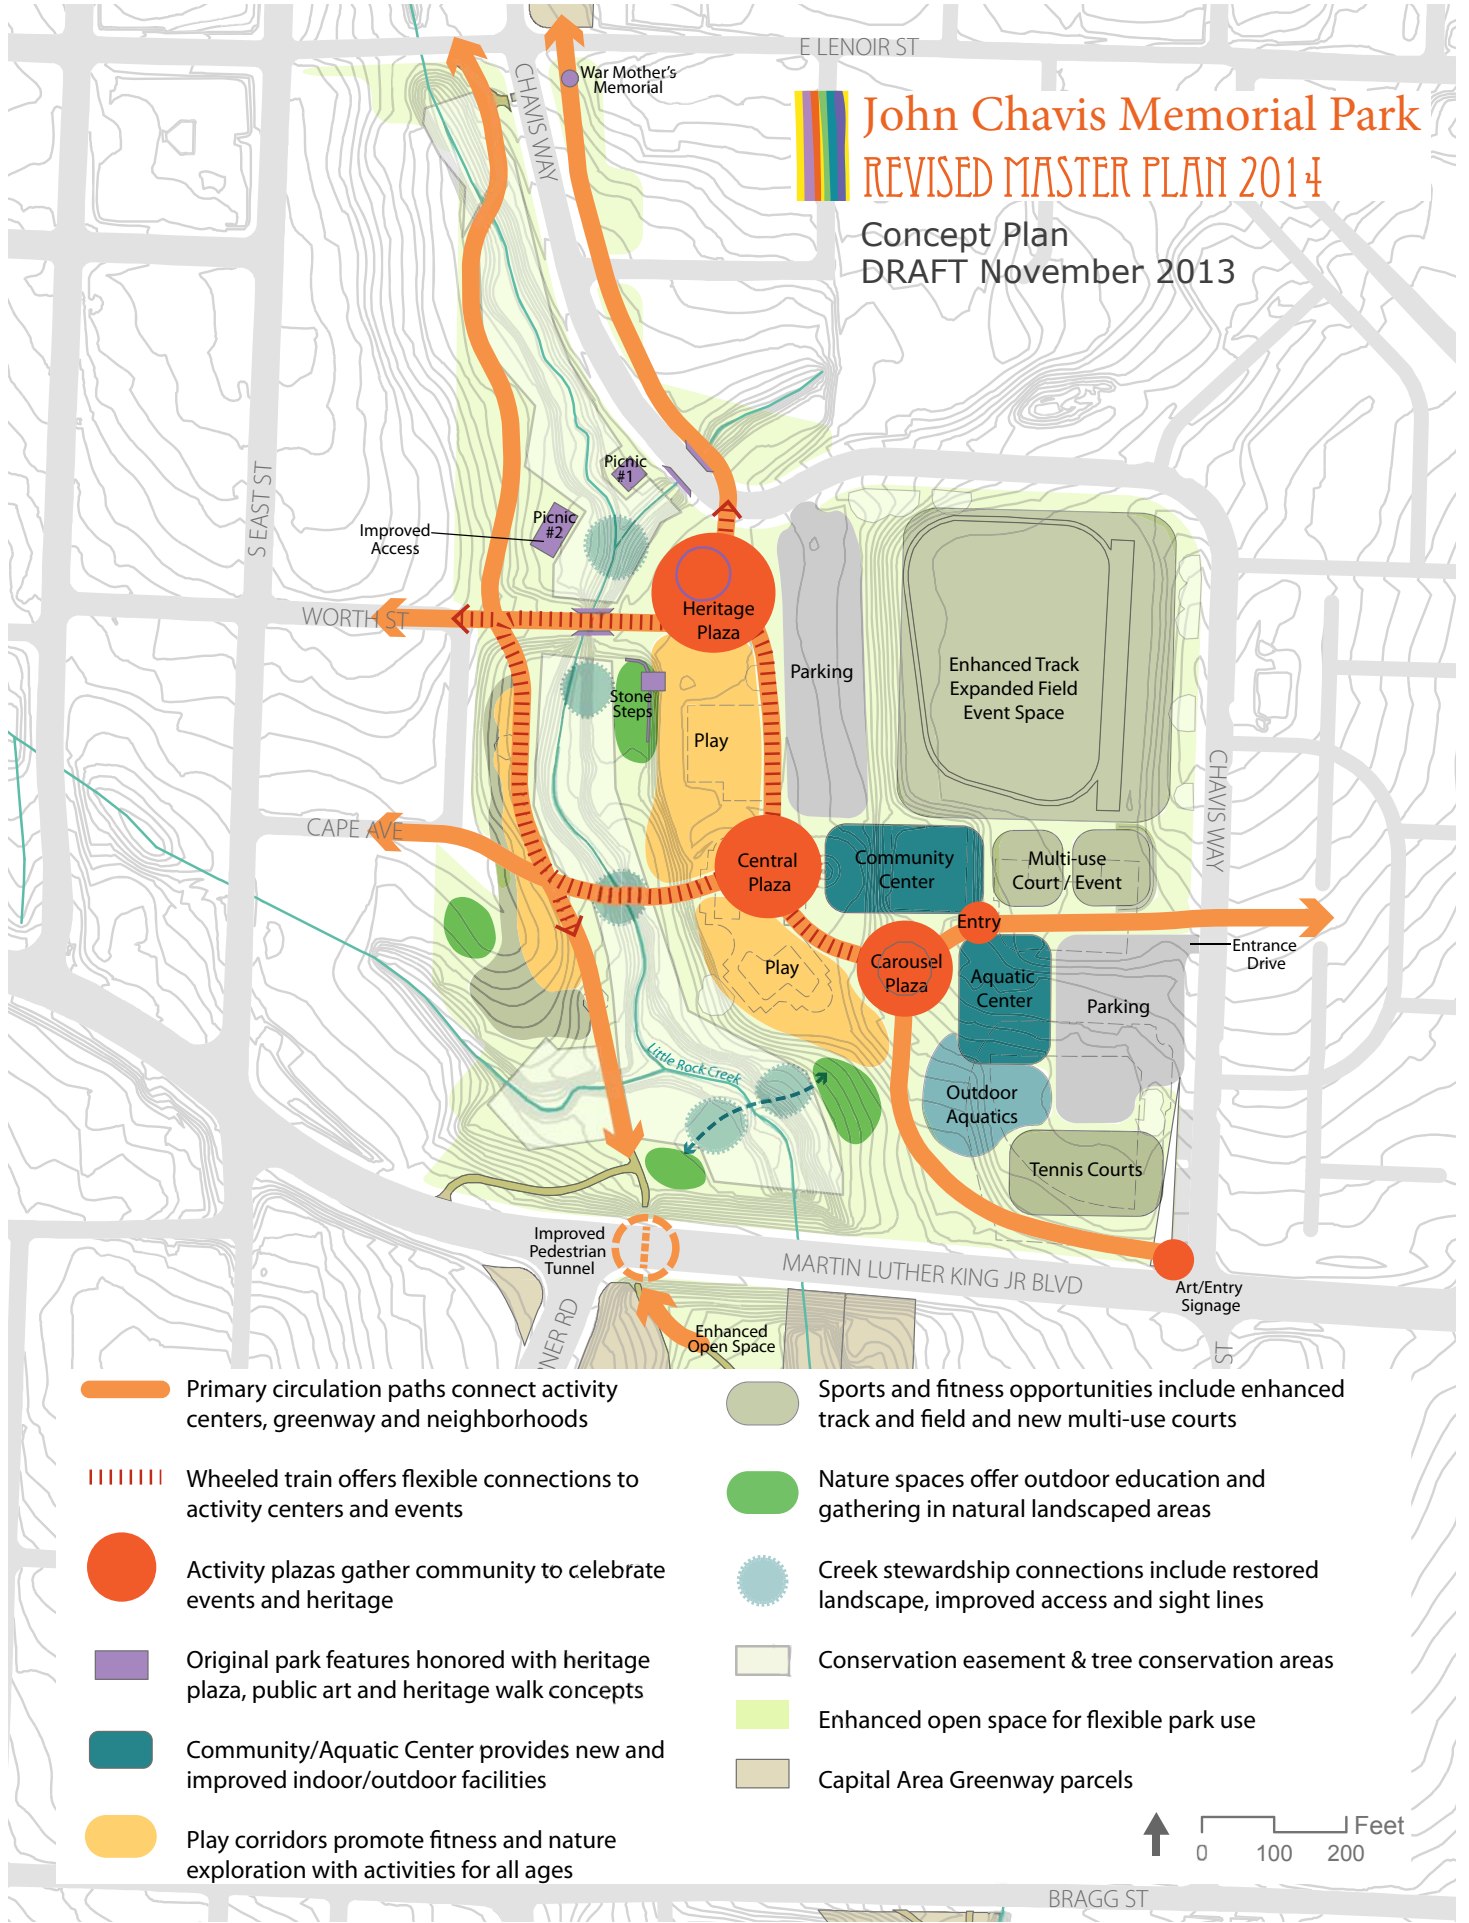 E LENOIR ST
War Mother's
Memorial
CHAVIS WAY
John Chavis Memorial Park
REVISED MASTER PLAN 2014
Concept Plan
DRAFT November 2013
S EAST ST
Picnic
#1
Picnic
#2
Improved
Access
WORTH ST
Heritage
Plaza
Parking
Enhanced Track
Expanded Field
Event Space
Stone
Steps
Play
CHAVIS WAY
CAPE AVE
Central
Plaza
Community
Center
Multi-use
Court / Event
Entry
Entrance
Drive
Play
Carousel
Plaza
Aquatic
Center
Parking
Little Rock Creek
Outdoor
Aquatics
Tennis Courts
Improved
Pedestrian
Tunnel
MARTIN LUTHER KING JR BLVD
Art/Entry
Signage
NER RD
Enhanced
Open Space
ST
Primary circulation paths connect activity
centers, greenway and neighborhoods
Wheeled train offers flexible connections to
activity centers and events
Activity plazas gather community to celebrate
events and heritage
Original park features honored with heritage
plaza, public art and heritage walk concepts
Community/Aquatic Center provides new and
improved indoor/outdoor facilities
Play corridors promote fitness and nature
exploration with activities for all ages
Sports and fitness opportunities include enhanced
track and field and new multi-use courts
Nature spaces offer outdoor education and
gathering in natural landscaped areas
Creek stewardship connections include restored
landscape, improved access and sight lines
Conservation easement & tree conservation areas
Enhanced open space for flexible park use
Capital Area Greenway parcels
Feet
0 100 200
BRAGG ST